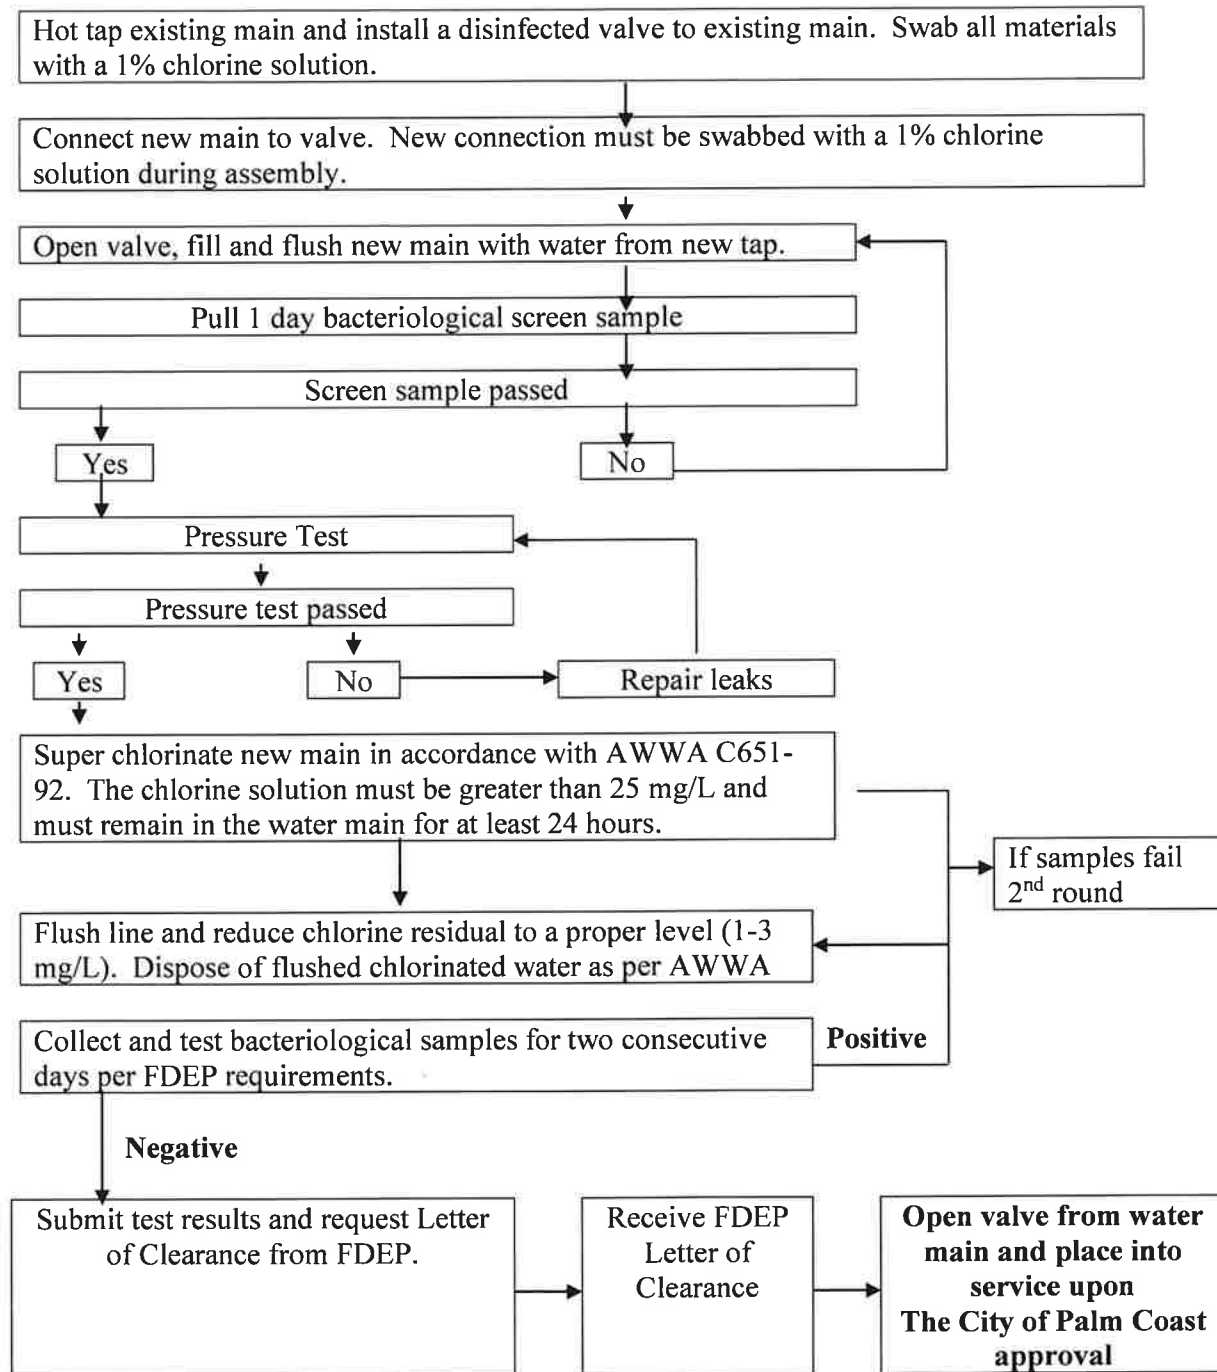 Hot tap existing main and install a disinfected valve to existing main.  Swab all materials
with a 1% chlorine solution.
Connect new main to valve.  New connection must be swabbed with a 1% chlorine
solution during assembly.
Open valve, fill and flush new main with water from new tap.
Pull 1 day bacteriological screen sample
Screen sample passed
Yes
No
Pressure Test
Pressure test passed
Yes
No
Repair leaks
Super chlorinate new main in accordance with AWWA C651-
92.  The chlorine solution must be greater than 25 mg/L and
must remain in the water main for at least 24 hours.
If samples fail
2nd round
Flush line and reduce chlorine residual to a proper level (1-3
mg/L).  Dispose of flushed chlorinated water as per AWWA
Collect and test bacteriological samples for two consecutive
days per FDEP requirements.
Positive
Negative
Submit test results and request Letter
of Clearance from FDEP.
Receive FDEP
Letter of
Clearance
Open valve from water
main and place into
service upon
The City of Palm Coast
approval